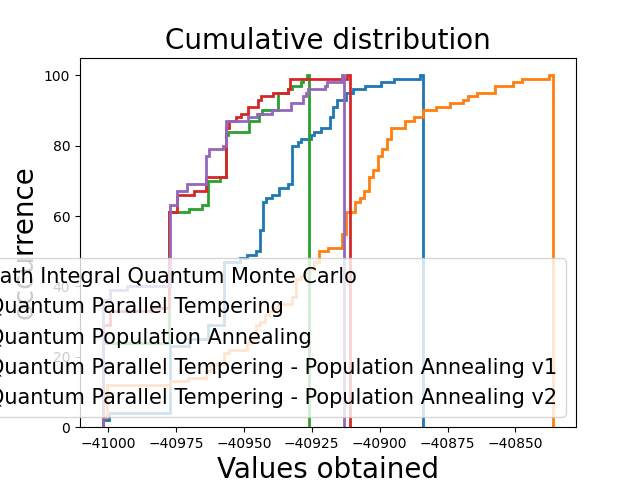 Cumulative distribution
100
80
60
40
20
0
occurrence
ath Integral Quantum Monte Carlo
Quantum Parallel Tempering
Quantum Population Annealing
Quantum Parallel Tempering - Population Annealing v1
Quantum Parallel Tempering - Population Annealing v2
−41000 −40975 −40950 −40925 −40900 −40875 −40850
Values obtained